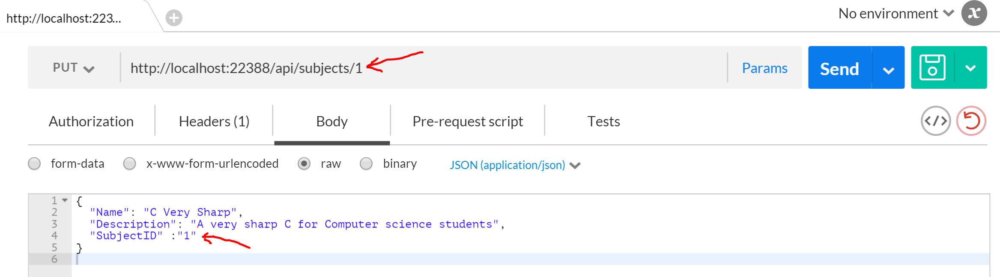 http://localhost:223...
No environment
x
PUT http://localhost:22388/api/subjects/1 Params Send
Authorization Headers (1) Body Pre-request script Tests </>
form-data x-www-form-urlencoded raw binary JSON (application/json)
1 {
2 "Name": "C Very Sharp",
3 "Description": "A very sharp C for Computer science students",
4 "SubjectID" :"1"
5 }
6